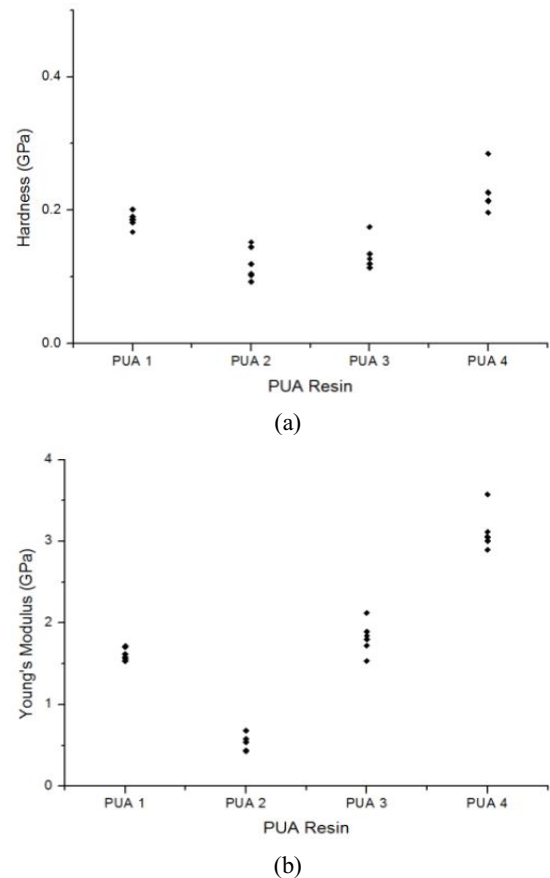 0.4
Hardness (GPa)
0.2
0.0
PUA 1 PUA 2 PUA 3 PUA 4
PUA Resin
(a)
4
3
Young's Modulus (GPa)
2
1
0
PUA 1 PUA 2 PUA 3 PUA 4
PUA Resin
(b)